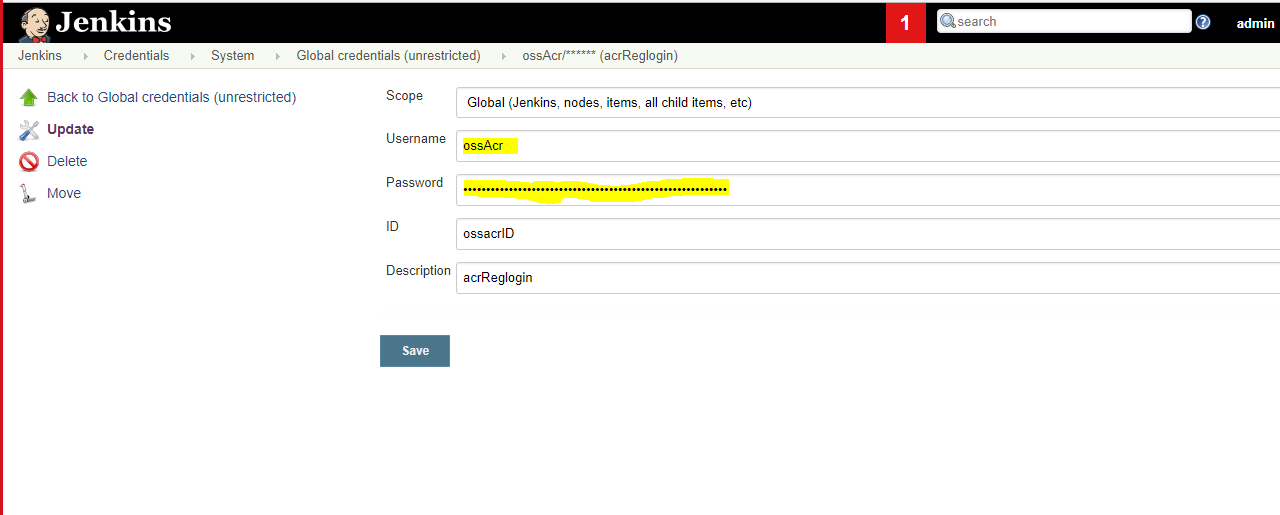 Jenkins
1
search
admin
Jenkins
Credentials
System
Global credentials (unrestricted)
ossAcr/****** (acrReglogin)
Back to Global credentials (unrestricted)
Update
Delete
Move
Scope
Global (Jenkins, nodes, items, all child items, etc)
Username
ossAcr
Password
ID
ossacrID
Description
acrReglogin
Save